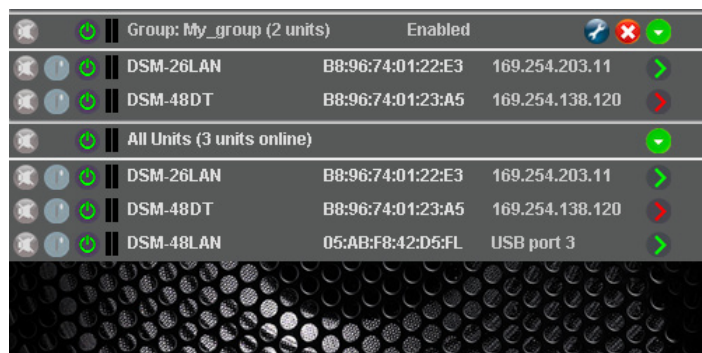 Group: My_group (2 units) Enabled
DSM-26LAN B8:96:74:01:22:E3 169.254.203.11
DSM-48DT B8:96:74:01:23:A5 169.254.138.120
All Units (3 units online)
DSM-26LAN B8:96:74:01:22:E3 169.254.203.11
DSM-48DT B8:96:74:01:23:A5 169.254.138.120
DSM-48LAN 05:AB:F8:42:D5:FL USB port 3